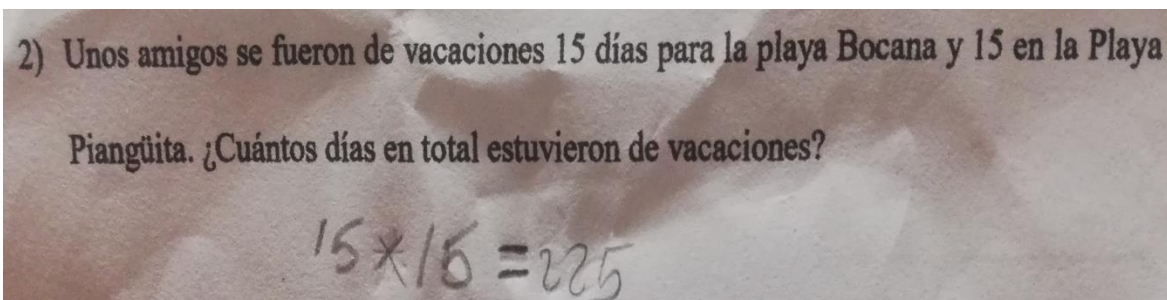 2) Unos amigos se fueron de vacaciones 15 días para la playa Bocana y 15 en la Playa
Piangüita. ¿Cuántos días en total estuvieron de vacaciones?
15*15=225